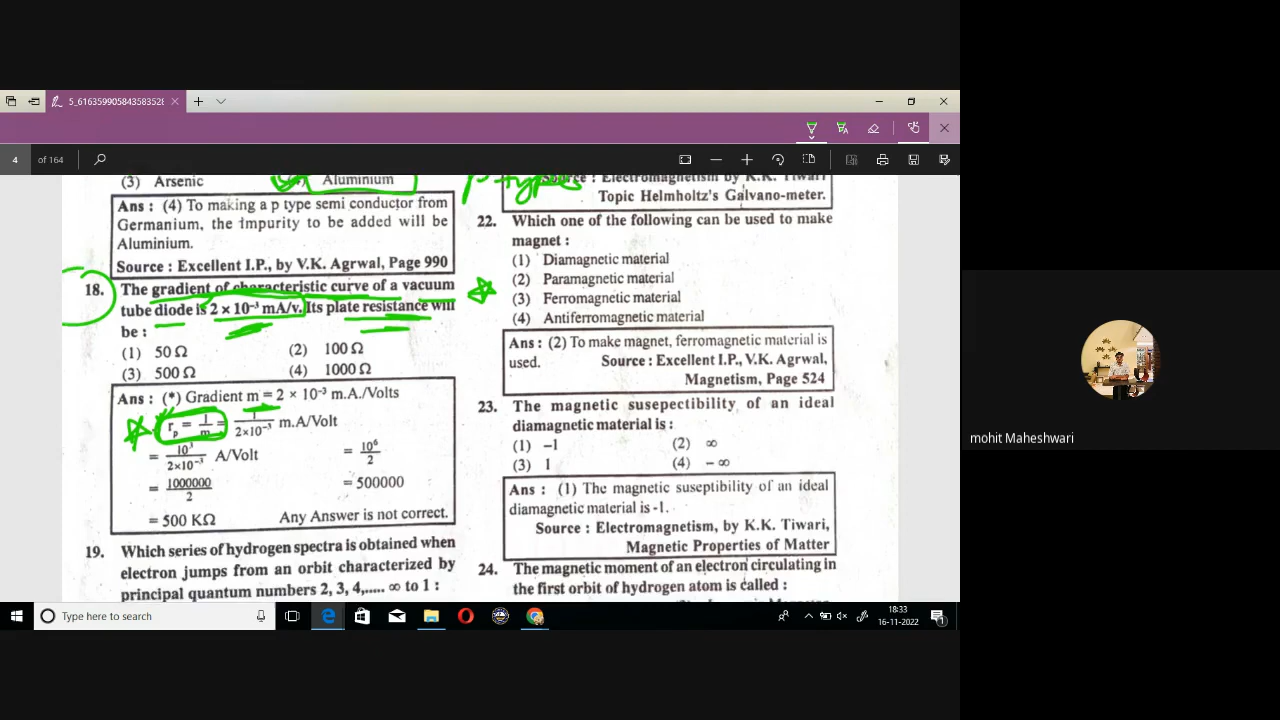 5_616359905843583528
4 of 164
(3) Arsenic
Aluminium
Ans : (4) To making a p type semi conductor from
Germanium, the impurity to be added will be
Aluminium.
Source : Excellent I.P., by V.K. Agrwal, Page 990
18. The gradient of characteristic curve of a vacuum
tube diode is 2 × 10⁻³ mA/v. Its plate resistance will
be :
(1) 50 Ω (2) 100 Ω
(3) 500 Ω (4) 1000 Ω
Ans : (*) Gradient m = 2 × 10⁻³ m.A./Volts
rₚ = 1/m = 1/2×10⁻³ m.A/Volt
= 10³/2×10⁻³ A/Volt = 10⁶/2
= 1000000/2 = 500000
= 500 KΩ Any Answer is not correct.
19. Which series of hydrogen spectra is obtained when
electron jumps from an orbit characterized by
principal quantum numbers 2, 3, 4,..... ∞ to 1 :
p-types
Source : Electromagnetism by K.K. Tiwari
Topic Helmholtz's Galvano-meter.
22. Which one of the following can be used to make
magnet :
(1) Diamagnetic material
(2) Paramagnetic material
(3) Ferromagnetic material
(4) Antiferromagnetic material
Ans : (2) To make magnet, ferromagnetic material is
used. Source : Excellent I.P., V.K. Agrwal,
Magnetism, Page 524
23. The magnetic susepectibility of an ideal
diamagnetic material is :
(1) –1 (2) ∞
(3) 1 (4) – ∞
Ans : (1) The magnetic suseptibility of an ideal
diamagnetic material is -1.
Source : Electromagnetism, by K.K. Tiwari,
Magnetic Properties of Matter
24. The magnetic moment of an electron circulating in
the first orbit of hydrogen atom is called :
mohit Maheshwari
Type here to search
18:33
16-11-2022
1